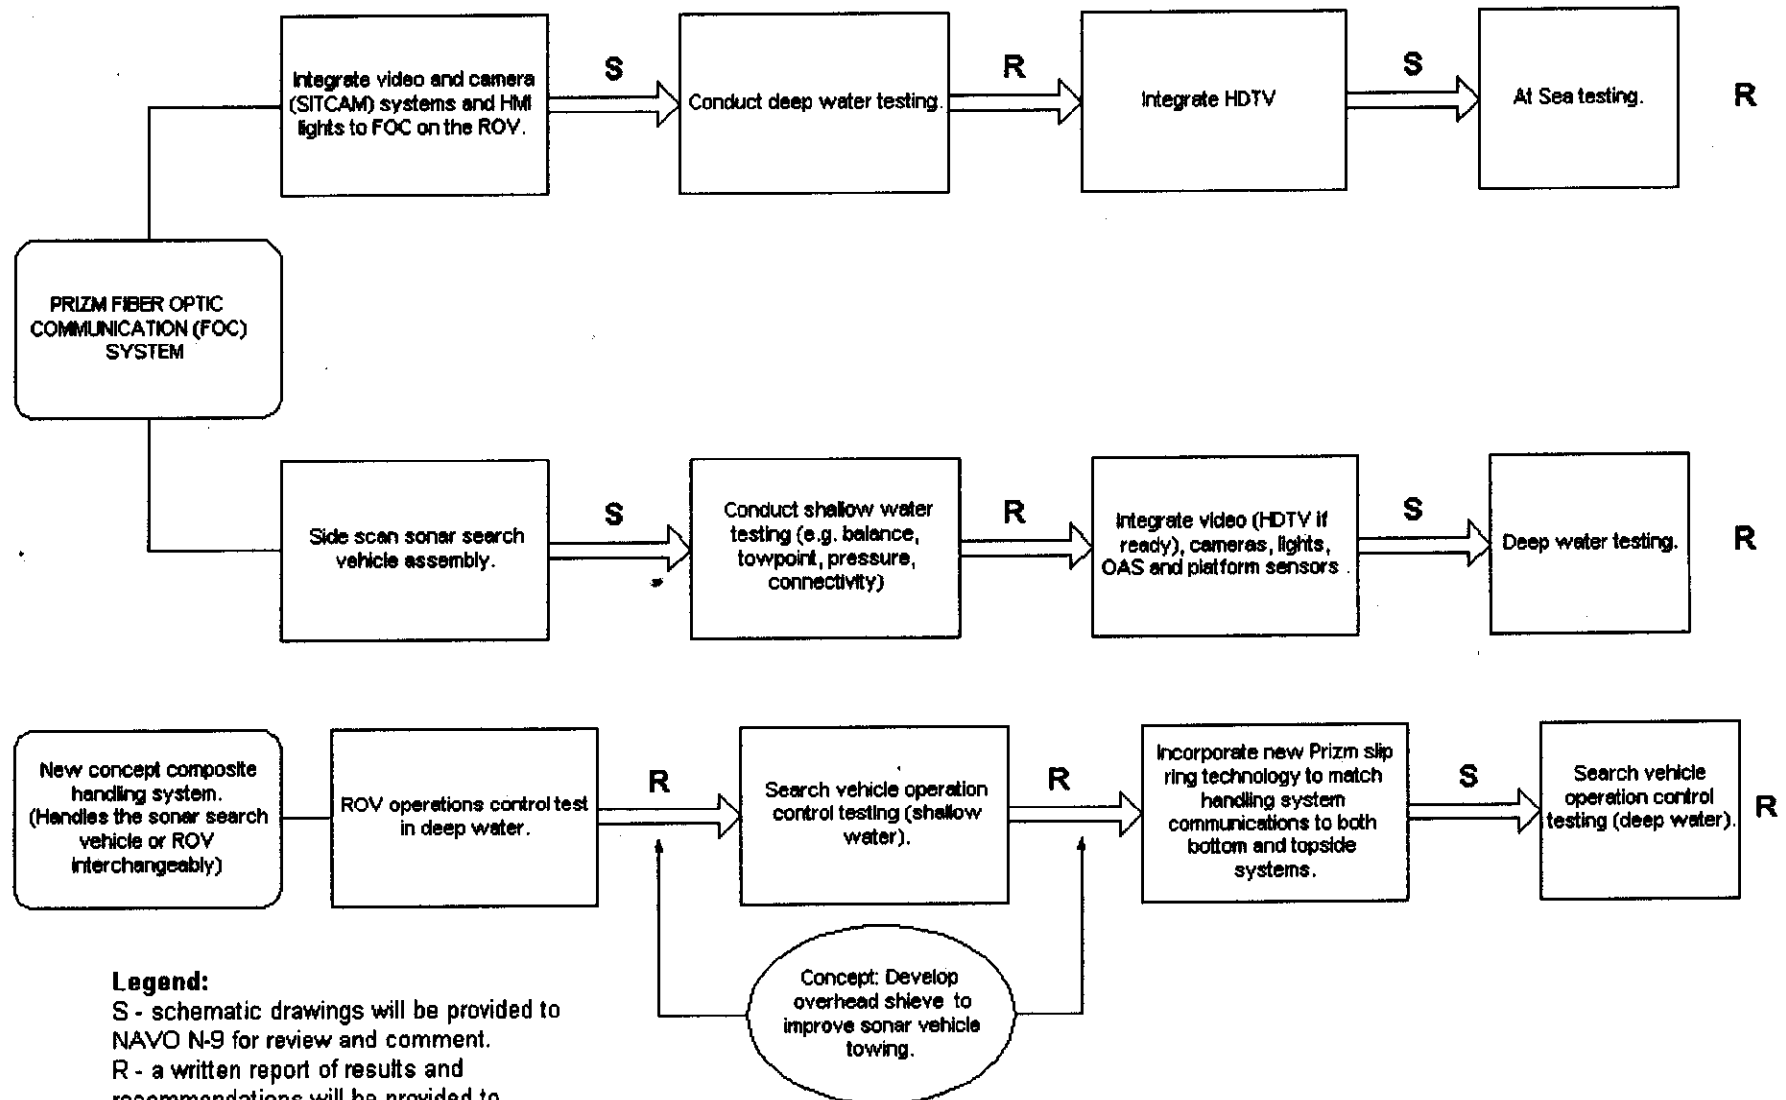 Integrate video and camera
(SITCAM) systems and HMI
lights to FOC on the ROV.
S
Conduct deep water testing.
R
Integrate HDTV
S
At Sea testing.
R
PRIZM FIBER OPTIC
COMMUNICATION (FOC)
SYSTEM
Side scan sonar search
vehicle assembly.
S
Conduct shallow water
testing (e.g. balance,
towpoint, pressure,
connectivity)
R
Integrate video (HDTV if
ready), cameras, lights,
OAS and platform sensors
S
Deep water testing.
R
New concept composite
handling system.
(Handles the sonar search
vehicle or ROV
interchangeably)
ROV operations control test
in deep water.
R
Search vehicle operation
control testing (shallow
water).
R
Incorporate new Prizm slip
ring technology to match
handling system
communications to both
bottom and topside
systems.
S
Search vehicle
operation control
testing (deep water).
R
Concept: Develop
overhead shieve to
improve sonar vehicle
towing.
Legend:
S - schematic drawings will be provided to
NAVO N-9 for review and comment.
R - a written report of results and
recommendations will be provided to